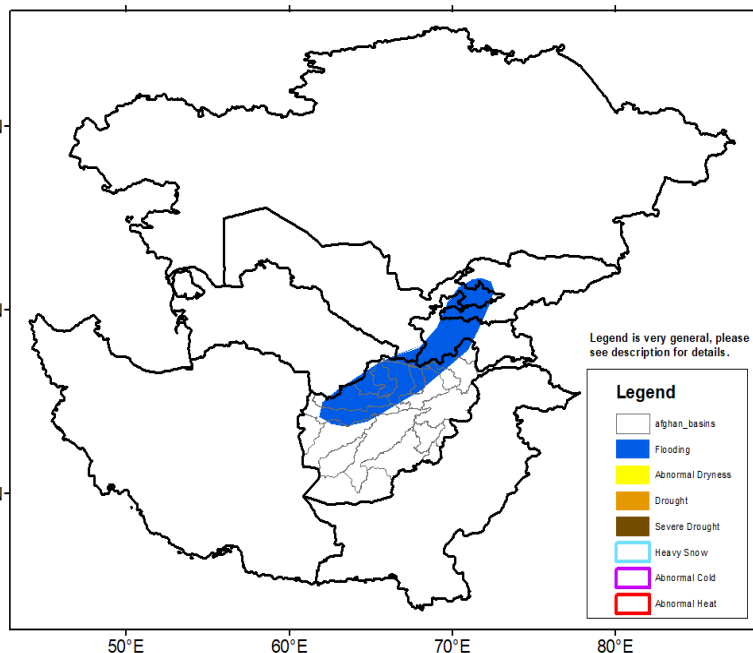 Legend is very general, please
see description for details.
Legend
afghan_basins
Flooding
Abnormal Dryness
Drought
Severe Drought
Heavy Snow
Abnormal Cold
Abnormal Heat
50°E
60°E
70°E
80°E